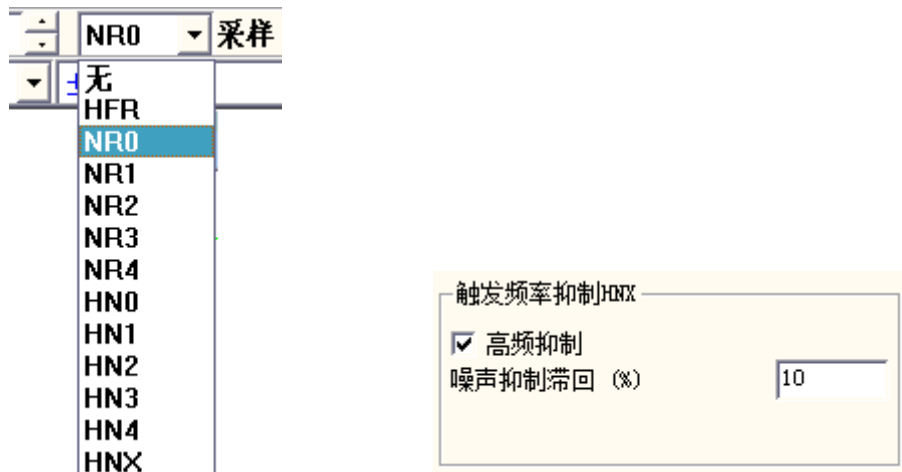 NR0 采样
无
HFR
NR0
NR1
NR2
NR3
NR4
HN0
HN1
HN2
HN3
HN4
HNX
触发频率抑制HNX
高频抑制
噪声抑制滞回 (%) 10